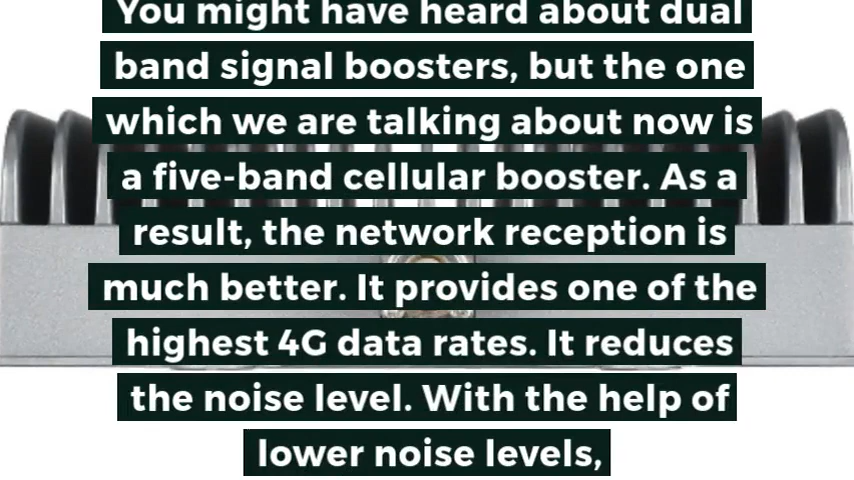 You might have heard about dual
band signal boosters, but the one
which we are talking about now is
a five-band cellular booster. As a
result, the network reception is
much better. It provides one of the
highest 4G data rates. It reduces
the noise level. With the help of
lower noise levels,